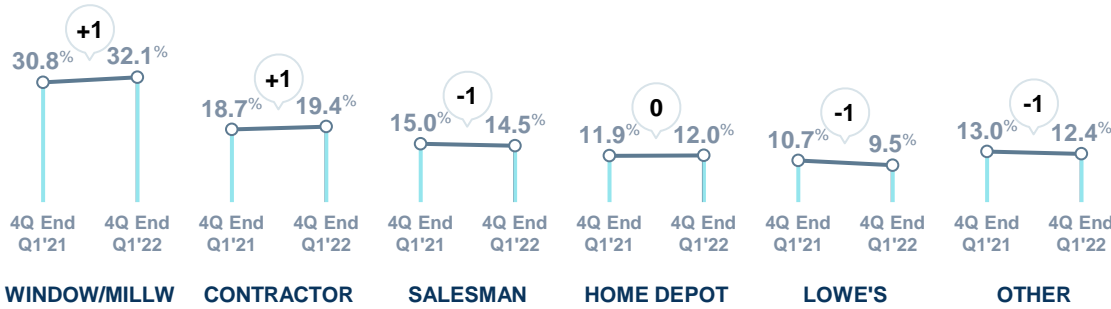 +1
30.8% 32.1%
4Q End 4Q End
Q1'21 Q1'22
WINDOW/MILLW
+1
18.7% 19.4%
4Q End 4Q End
Q1'21 Q1'22
CONTRACTOR
-1
15.0% 14.5%
4Q End 4Q End
Q1'21 Q1'22
SALESMAN
0
11.9% 12.0%
4Q End 4Q End
Q1'21 Q1'22
HOME DEPOT
-1
10.7% 9.5%
4Q End 4Q End
Q1'21 Q1'22
LOWE'S
-1
13.0% 12.4%
4Q End 4Q End
Q1'21 Q1'22
OTHER